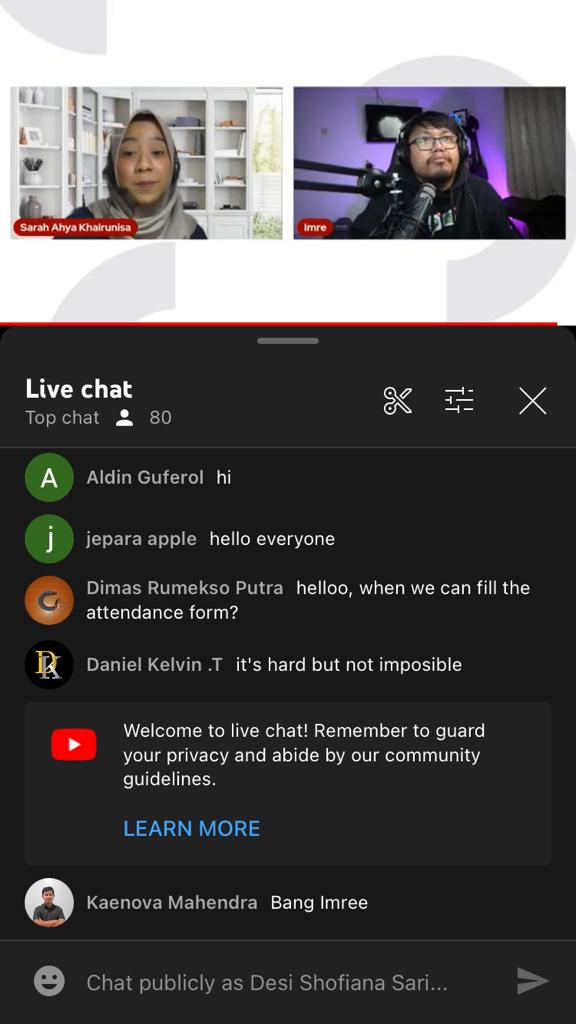 Sarah Ahya Khairunisa
Imre
Live chat
Top chat 80
A Aldin Guferol hi
j jepara apple hello everyone
Dimas Rumekso Putra helloo, when we can fill the
attendance form?
DK Daniel Kelvin .T it's hard but not imposible
Welcome to live chat! Remember to guard
your privacy and abide by our community
guidelines.
LEARN MORE
Kaenova Mahendra Bang Imree
Chat publicly as Desi Shofiana Sari...